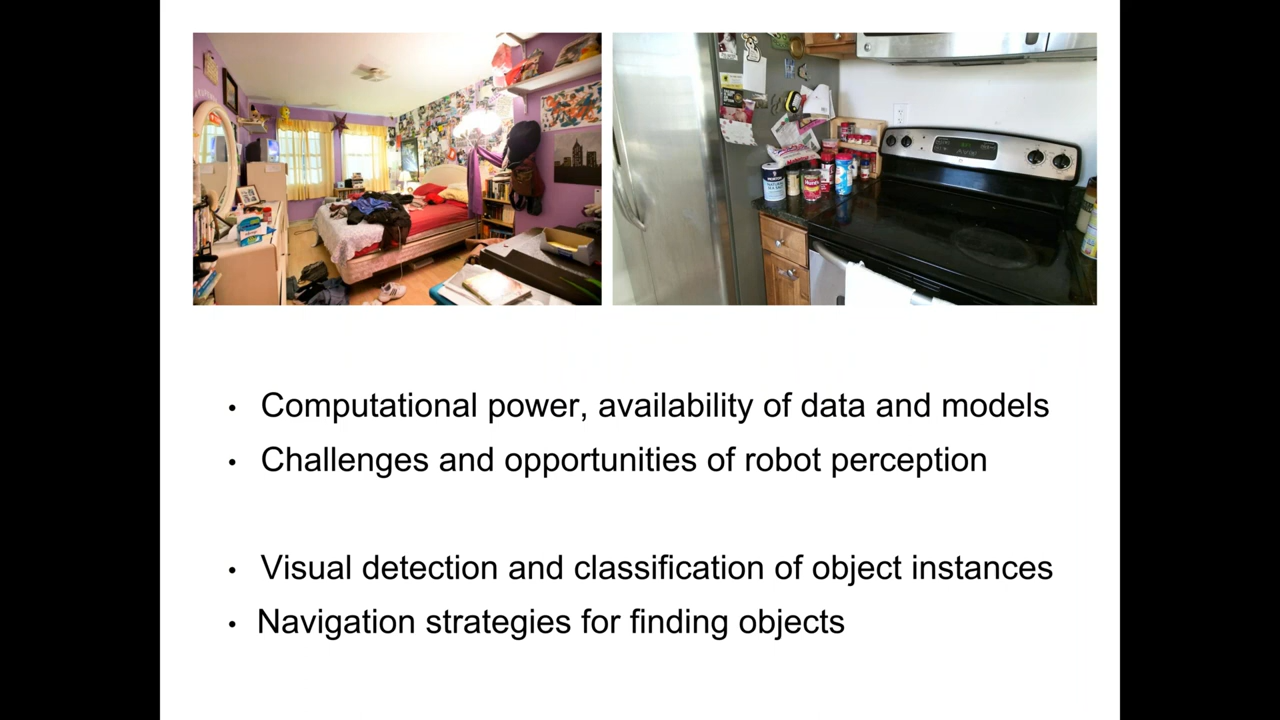 • Computational power, availability of data and models
• Challenges and opportunities of robot perception
• Visual detection and classification of object instances
• Navigation strategies for finding objects